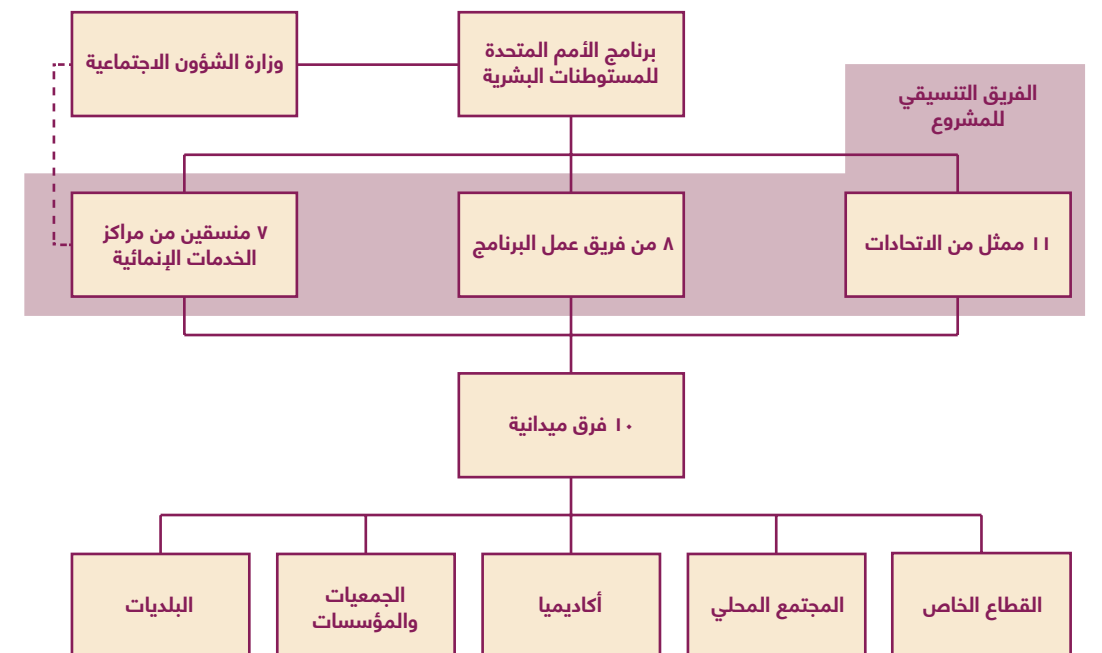 برنامج الأمم المتحدة
للمستوطنات البشرية
وزارة الشؤون الاجتماعية
الفريق التنسيقي
للمشروع
١١ ممثل من الاتحادات
٨ من فريق عمل البرنامج
٧ منسقين من مراكز
الخدمات الإنمائية
١٠ فرق ميدانية
القطاع الخاص
المجتمع المحلي
أكاديميا
الجمعيات
والمؤسسات
البلديات